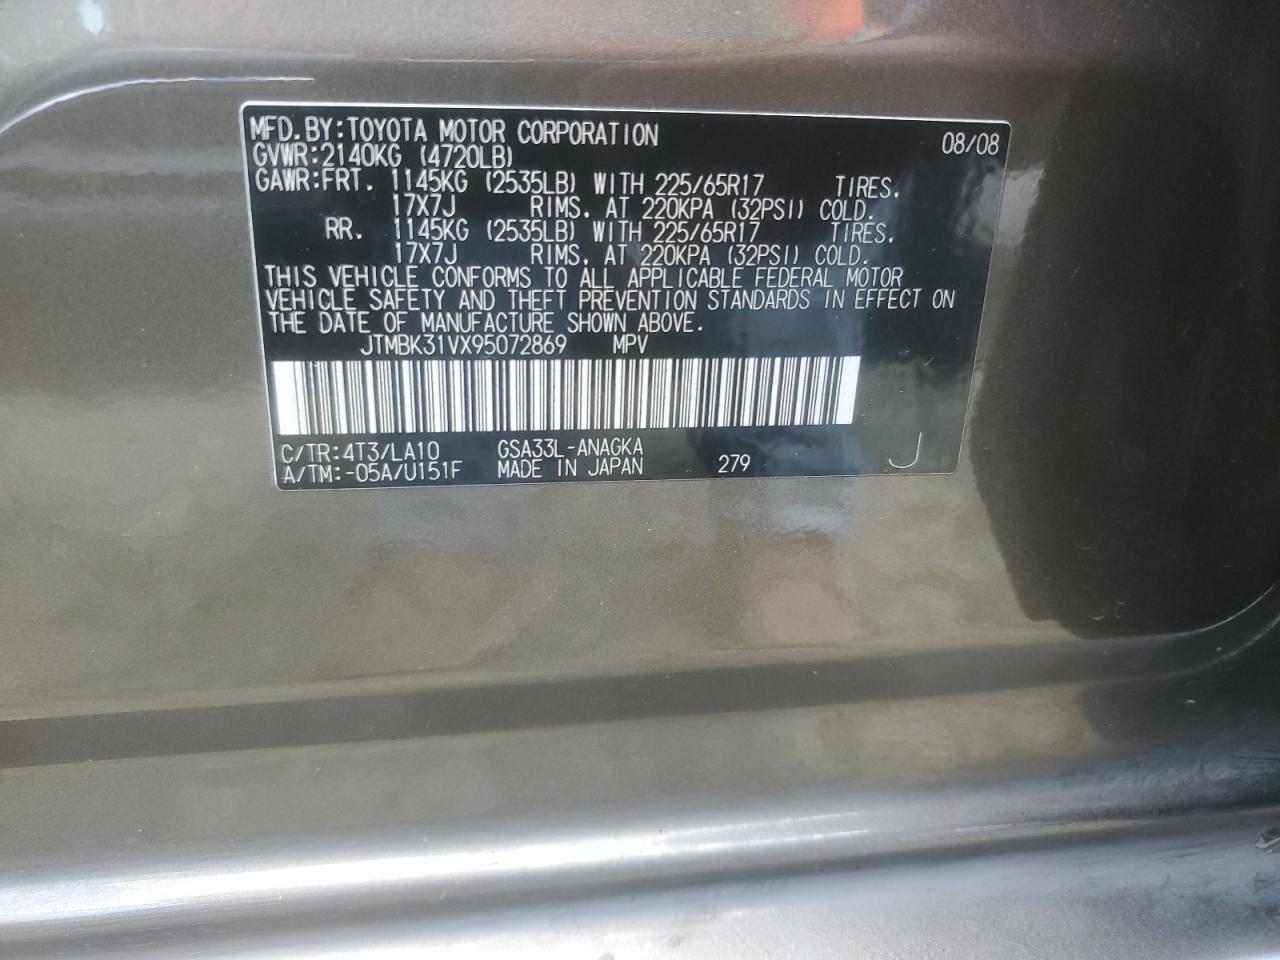 MFD.BY:TOYOTA MOTOR CORPORATION 08/08
GVWR:2140KG (4720LB)
GAWR:FRT. 1145KG (2535LB) WITH 225/65R17 TIRES,
17X7J RIMS, AT 220KPA (32PSI) COLD.
RR. 1145KG (2535LB) WITH 225/65R17 TIRES,
17X7J RIMS, AT 220KPA (32PSI) COLD.
THIS VEHICLE CONFORMS TO ALL APPLICABLE FEDERAL MOTOR
VEHICLE SAFETY AND THEFT PREVENTION STANDARDS IN EFFECT ON
THE DATE OF MANUFACTURE SHOWN ABOVE.
JTMBK31VX95072869 MPV
C/TR:4T3/LA10 GSA33L-ANAGKA
A/TM:-05A/U151F MADE IN JAPAN 279 J